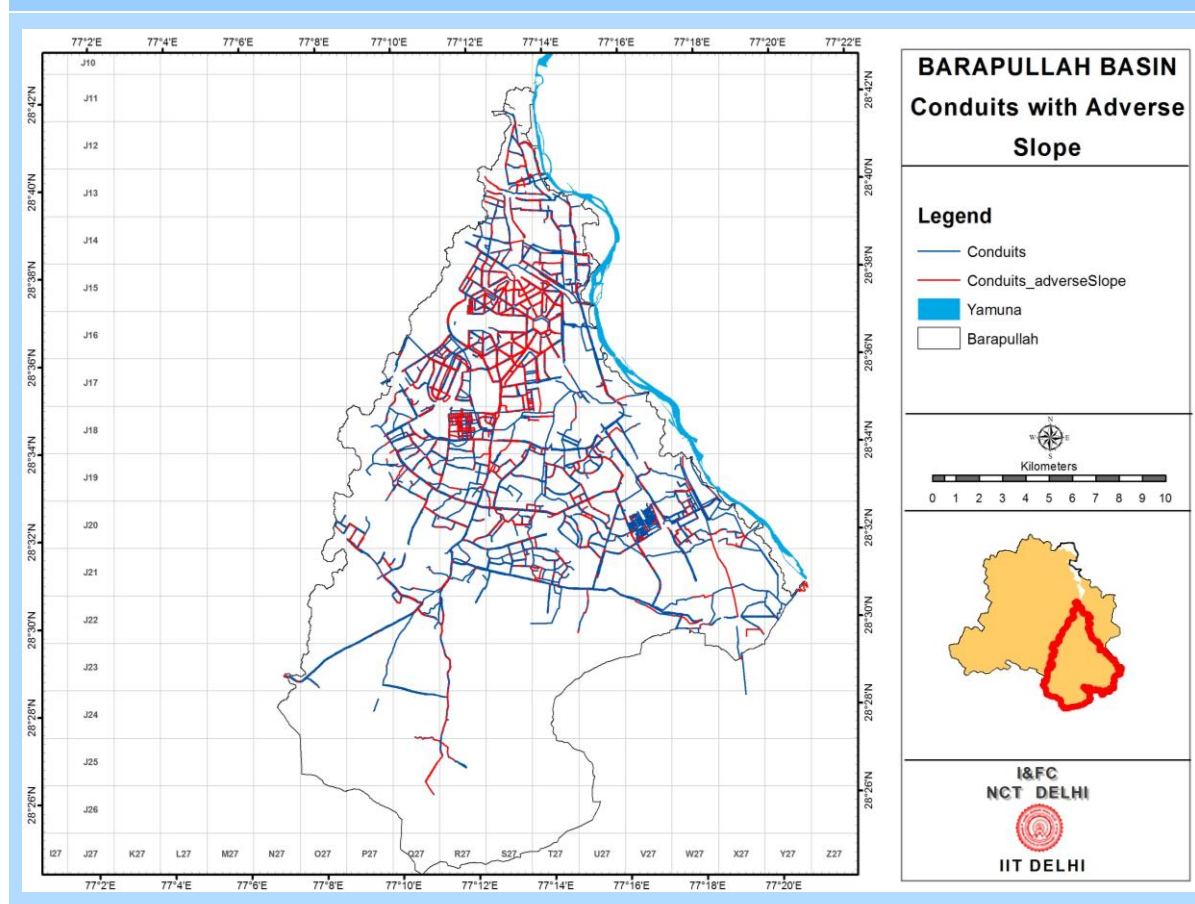 77°2'E 77°4'E 77°6'E 77°8'E 77°10'E 77°12'E 77°14'E 77°16'E 77°18'E 77°20'E 77°22'E
J10
J11
J12
J13
J14
J15
J16
J17
J18
J19
J20
J21
J22
J23
J24
J25
J26
I27 J27 K27 L27 M27 N27 O27 P27 Q27 R27 S27 T27 U27 V27 W27 X27 Y27 Z27
28°42'N
28°40'N
28°38'N
28°36'N
28°34'N
28°32'N
28°30'N
28°28'N
28°26'N
28°42'N
28°40'N
28°38'N
28°36'N
28°34'N
28°32'N
28°30'N
28°28'N
28°26'N
77°2'E 77°4'E 77°6'E 77°8'E 77°10'E 77°12'E 77°14'E 77°16'E 77°18'E 77°20'E
BARAPULLAH BASIN
Conduits with Adverse
Slope
Legend
Conduits
Conduits_adverseSlope
Yamuna
Barapullah
N
W E
S
Kilometers
0 1 2 3 4 5 6 7 8 9 10
I&FC
NCT DELHI
IIT DELHI